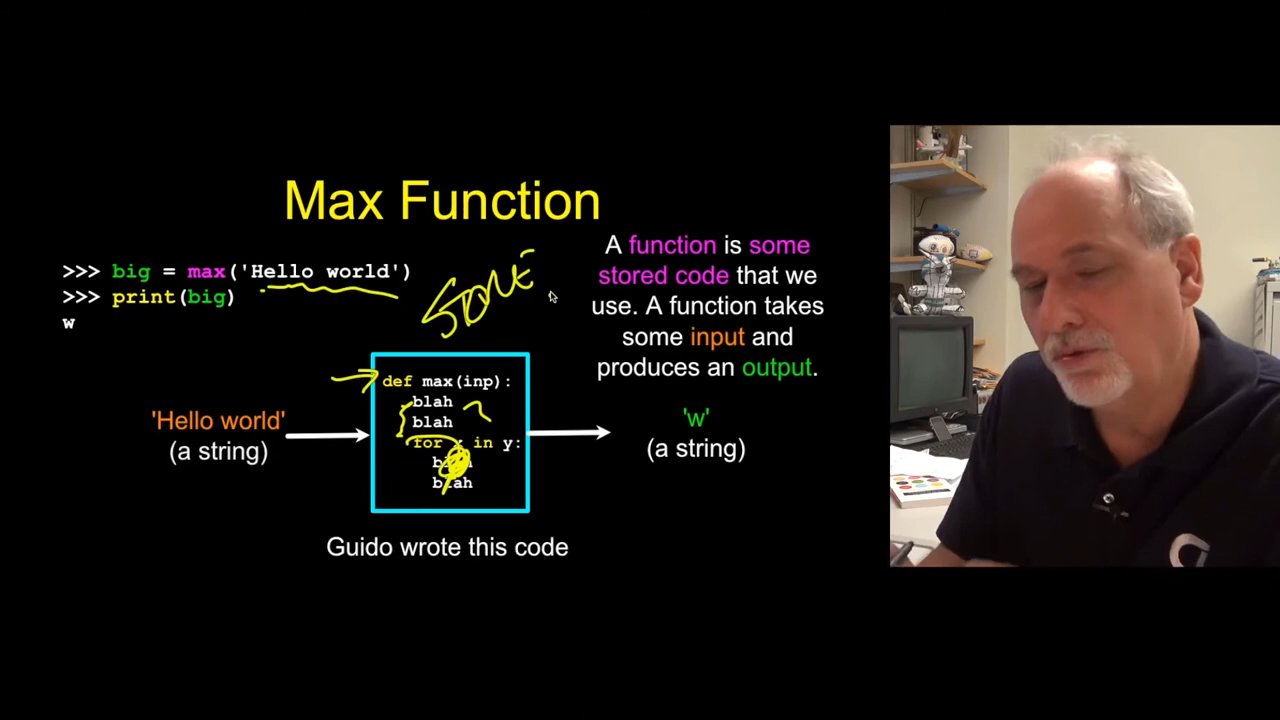 Max Function
>>> big = max('Hello world')
>>> print(big)
w
A function is some
stored code that we
use. A function takes
some input and
produces an output.
'Hello world'
(a string)
def max(inp):
blah
blah
for x in y:
blah
'w'
(a string)
Guido wrote this code